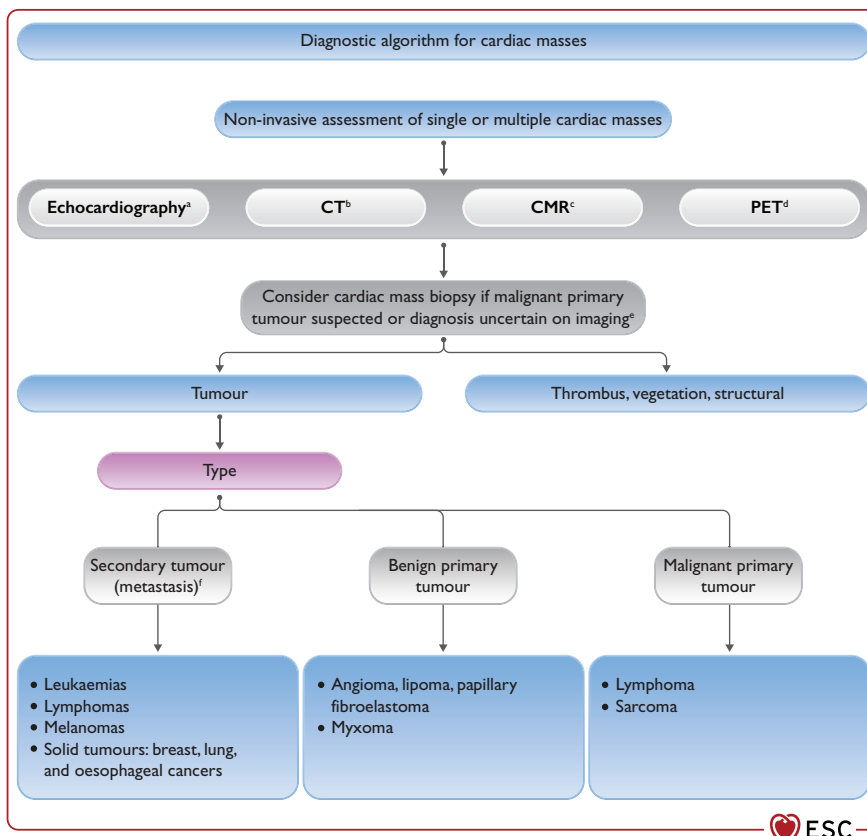 Diagnostic algorithm for cardiac masses
Non-invasive assessment of single or multiple cardiac masses
Echocardiographyᵃ
CTᵇ
CMRᶜ
PETᵈ
Consider cardiac mass biopsy if malignant primary
tumour suspected or diagnosis uncertain on imagingᵉ
Tumour
Thrombus, vegetation, structural
Type
Secondary tumour
(metastasis)ᶠ
Benign primary
tumour
Malignant primary
tumour
• Leukaemias
• Lymphomas
• Melanomas
• Solid tumours: breast, lung,
and oesophageal cancers
• Angioma, lipoma, papillary
fibroelastoma
• Myxoma
• Lymphoma
• Sarcoma
ESC